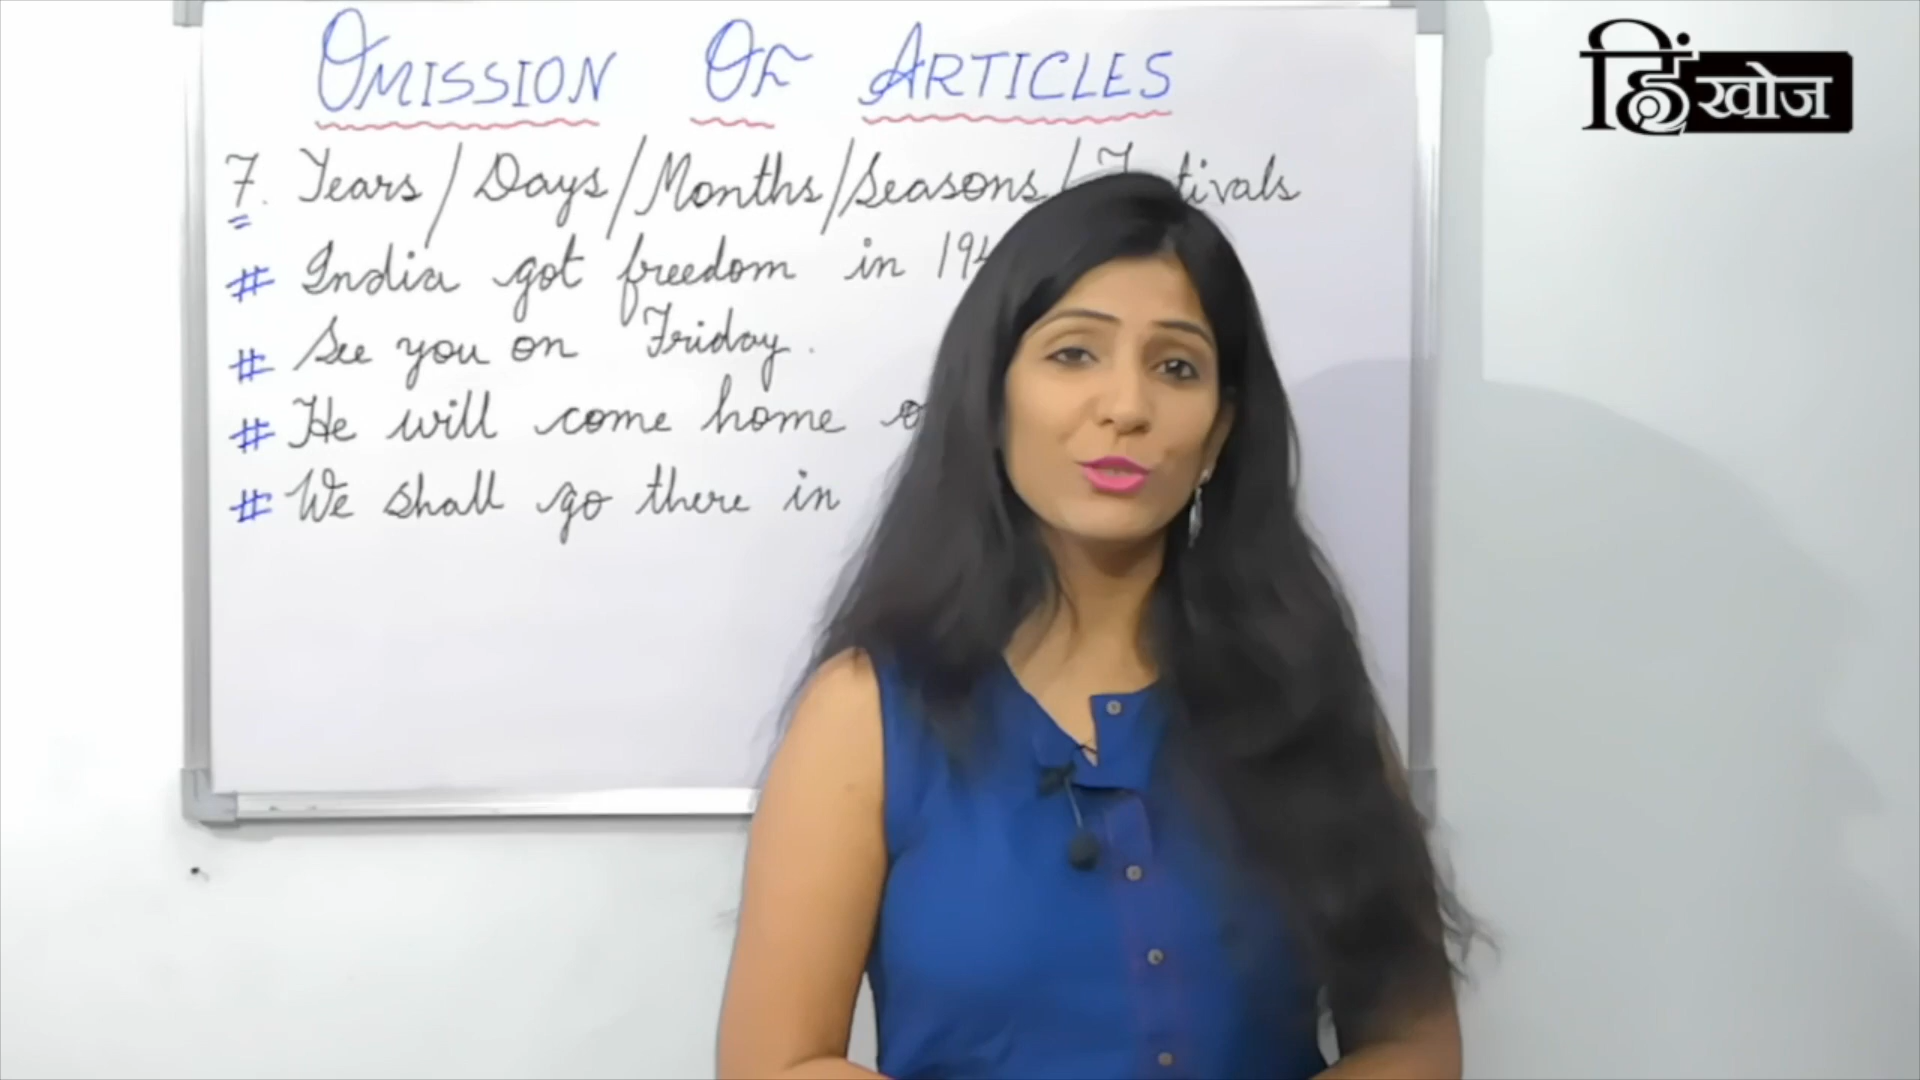 OMISSION OF ARTICLES
हिंखोज
7. Years/Days/Months/Seasons/
# India got freedom in
# See you on Friday.
# He will come home
# We shall go there in